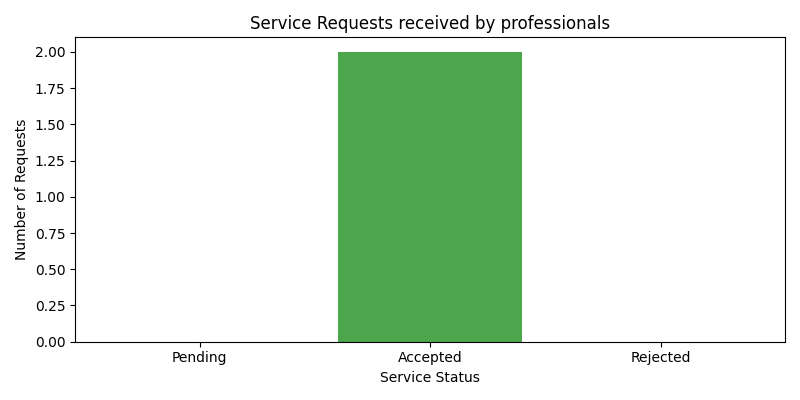 Service Requests received by professionals
Number of Requests
2.00
1.75
1.50
1.25
1.00
0.75
0.50
0.25
0.00
Pending Accepted Rejected
Service Status